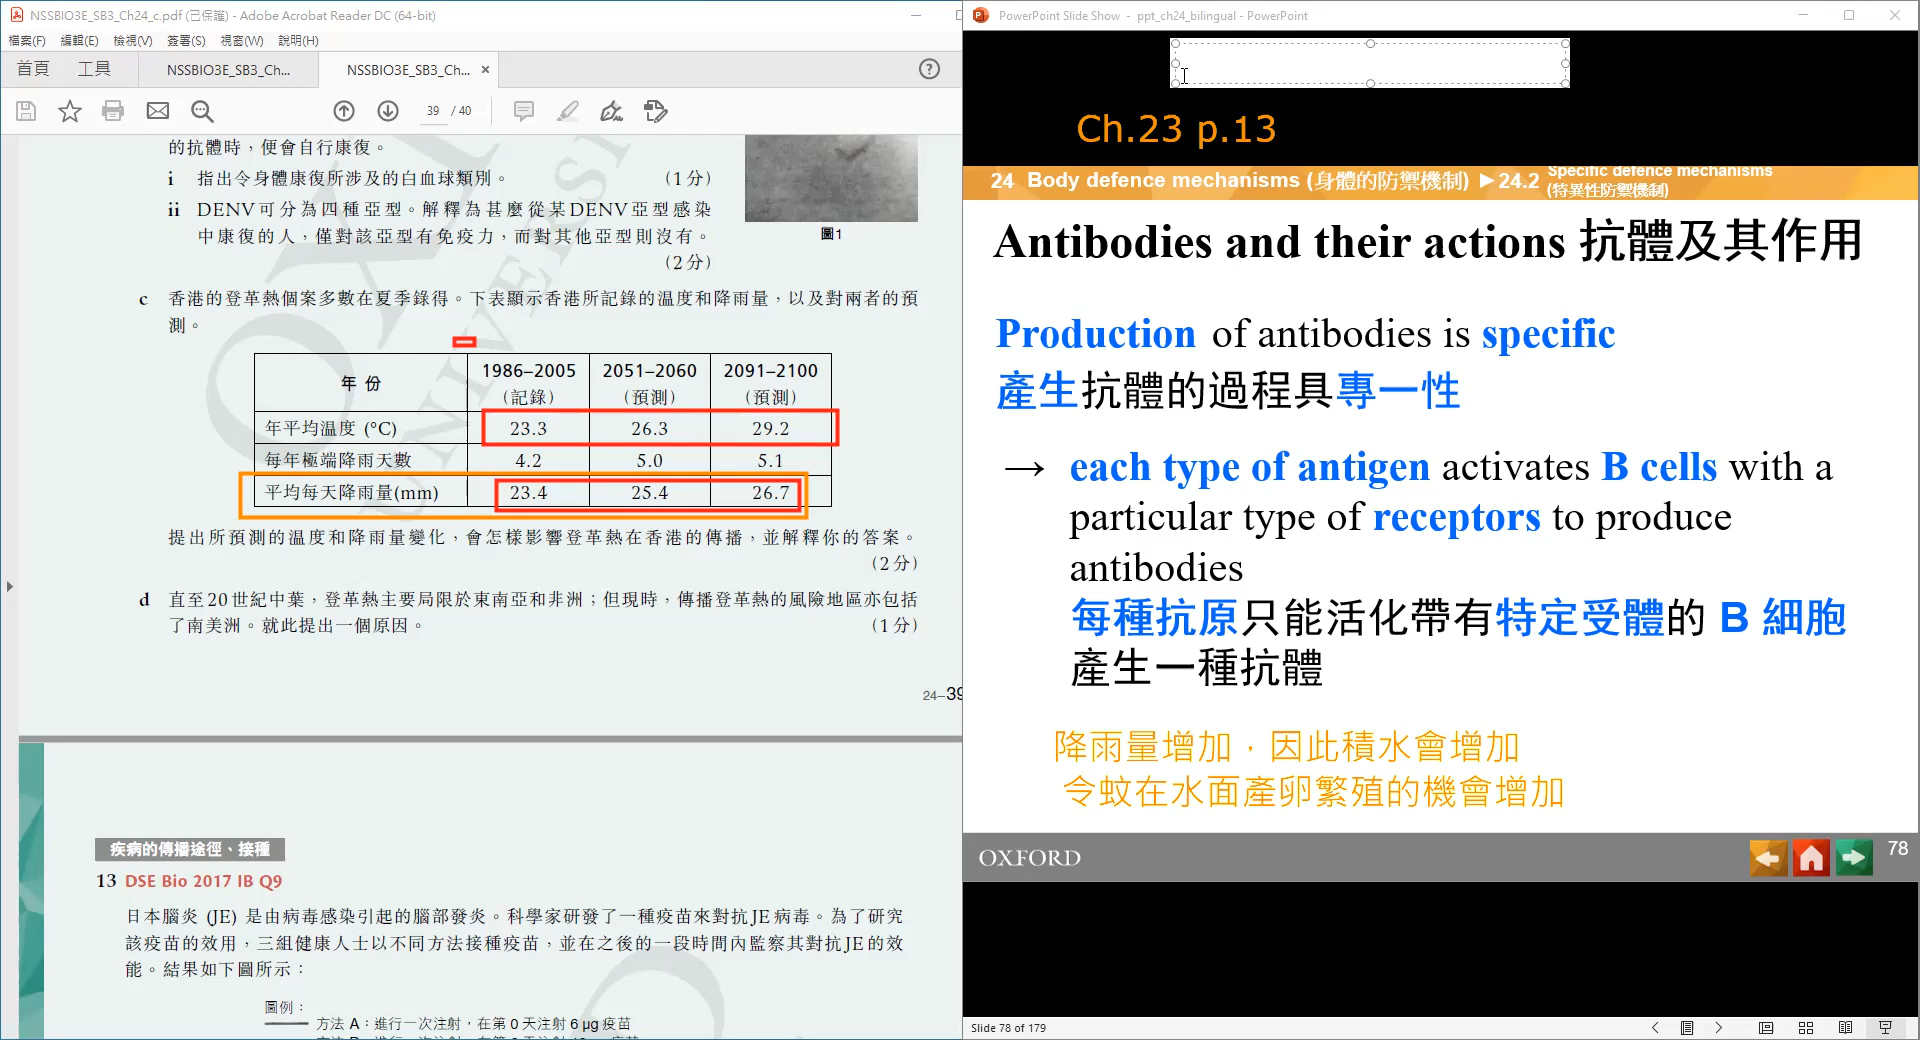 NSSBIO3E_SB3_Ch24_c.pdf (已保護) - Adobe Acrobat Reader DC (64-bit)
檔案(F) 編輯(E) 檢視(V) 簽署(S) 視窗(W) 說明(H)
首頁 工具 NSSBIO3E_SB3_Ch... NSSBIO3E_SB3_Ch... ×
39 / 40
的抗體時，便會自行康復。
i 指出令身體康復所涉及的白血球類別。 (1分)
ii DENV可分為四種亞型。解釋為甚麼從某DENV亞型感染
中康復的人，僅對該亞型有免疫力，而對其他亞型則沒有。
(2分)
圖1
c 香港的登革熱個案多數在夏季錄得。下表顯示香港所記錄的温度和降雨量，以及對兩者的預
測。
年份 1986–2005 (記錄) 2051–2060 (預測) 2091–2100 (預測)
年平均温度 (°C) 23.3 26.3 29.2
每年極端降雨天數 4.2 5.0 5.1
平均每天降雨量(mm) 23.4 25.4 26.7
提出所預測的温度和降雨量變化，會怎樣影響登革熱在香港的傳播，並解釋你的答案。
(2分)
d 直至20世紀中葉，登革熱主要局限於東南亞和非洲；但現時，傳播登革熱的風險地區亦包括
了南美洲。就此提出一個原因。 (1分)
24–39
疾病的傳播途徑、接種
13 DSE Bio 2017 IB Q9
日本腦炎 (JE) 是由病毒感染引起的腦部發炎。科學家研發了一種疫苗來對抗JE病毒。為了研究
該疫苗的效用，三組健康人士以不同方法接種疫苗，並在之後的一段時間內監察其對抗JE的效
能。結果如下圖所示：
圖例：
方法 A：進行一次注射，在第 0 天注射 6 μg 疫苗
PowerPoint Slide Show - ppt_ch24_bilingual - PowerPoint
Ch.23 p.13
24 Body defence mechanisms (身體的防禦機制) ►24.2 Specific defence mechanisms
(特異性防禦機制)
Antibodies and their actions 抗體及其作用
Production of antibodies is specific
產生抗體的過程具專一性
→ each type of antigen activates B cells with a
particular type of receptors to produce
antibodies
每種抗原只能活化帶有特定受體的 B 細胞
產生一種抗體
降雨量增加，因此積水會增加
令蚊在水面產卵繁殖的機會增加
OXFORD
78
Slide 78 of 179